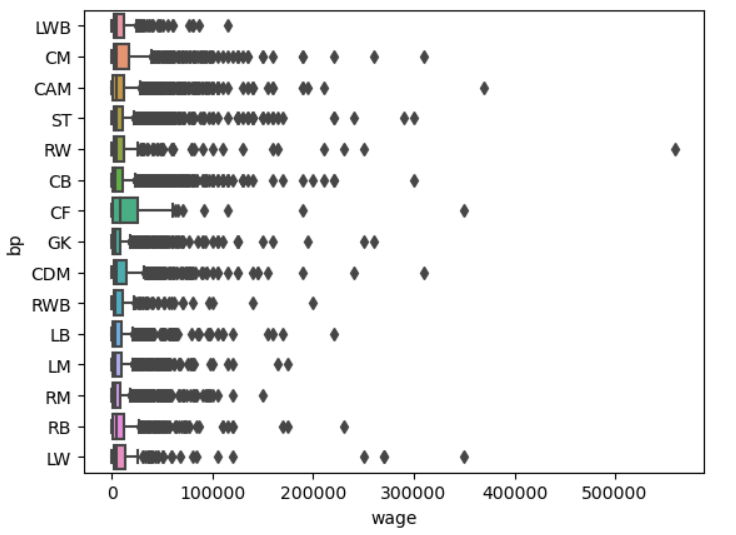 LWB
CM
CAM
ST
RW
CB
CF
GK
CDM
RWB
LB
LM
RM
RB
LW
bp
0 100000 200000 300000 400000 500000
wage